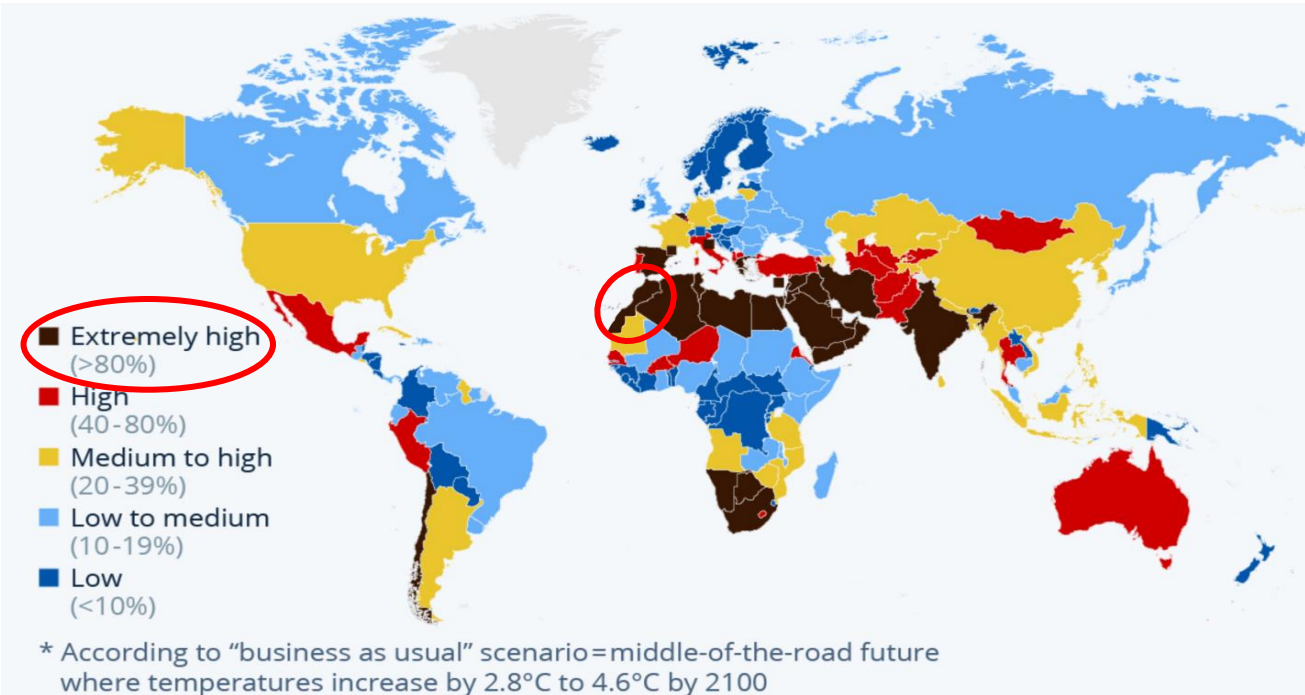 Extremely high
(>80%)
High
(40-80%)
Medium to high
(20-39%)
Low to medium
(10-19%)
Low
(<10%)
* According to “business as usual” scenario=middle-of-the-road future
where temperatures increase by 2.8°C to 4.6°C by 2100